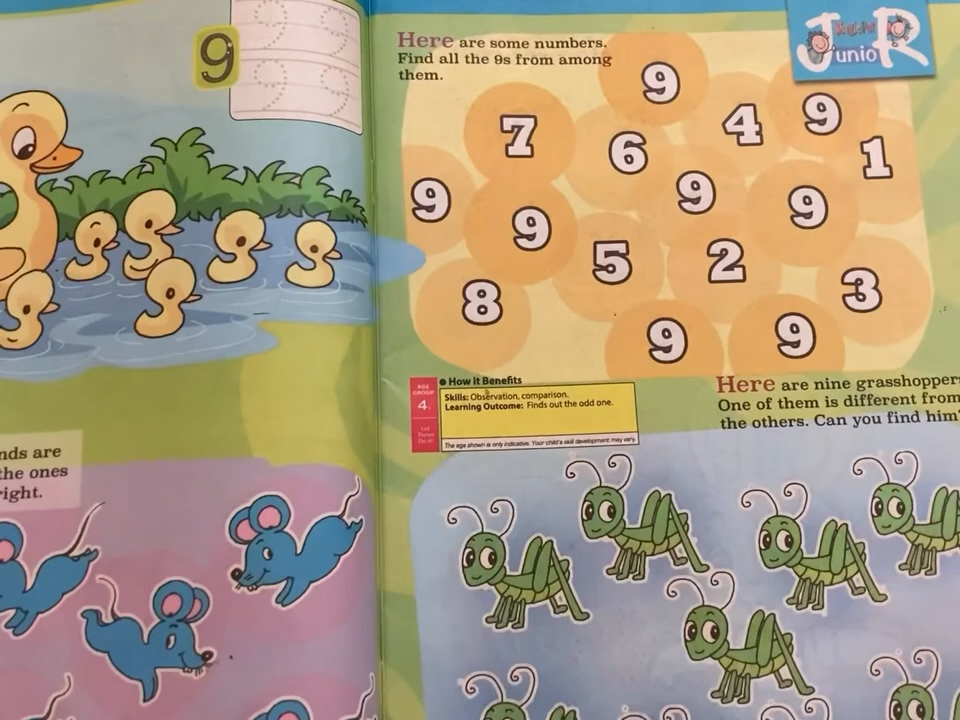 9
nds are
the ones
right.
Here are some numbers.
Find all the 9s from among
them.
JunioR
9
7
6
4
9
1
9
9
9
9
5
2
8
3
9
9
AGE
GROUP
4
How it Benefits
Skills: Observation, comparison.
Learning Outcome: Finds out the odd one.
The age shown is only indicative. Your child's skill development may vary.
Here are nine grasshoppers
One of them is different from
the others. Can you find him?